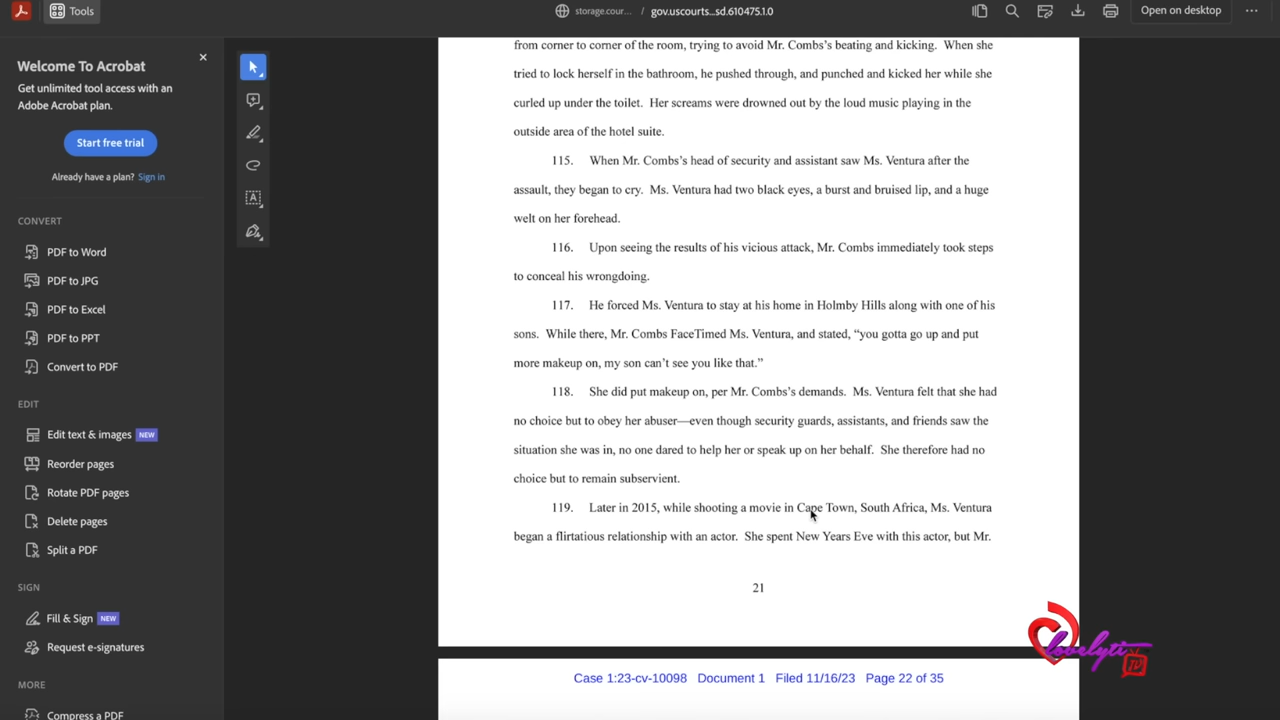 Tools
storage.cour... / gov.uscourts...sd.610475.1.0
Open on desktop
Welcome To Acrobat
Get unlimited tool access with an
Adobe Acrobat plan.
Start free trial
Already have a plan? Sign in
CONVERT
PDF to Word
PDF to JPG
PDF to Excel
PDF to PPT
Convert to PDF
EDIT
Edit text & images NEW
Reorder pages
Rotate PDF pages
Delete pages
Split a PDF
SIGN
Fill & Sign NEW
Request e-signatures
MORE
Compress a PDF
from corner to corner of the room, trying to avoid Mr. Combs's beating and kicking. When she
tried to lock herself in the bathroom, he pushed through, and punched and kicked her while she
curled up under the toilet. Her screams were drowned out by the loud music playing in the
outside area of the hotel suite.
115. When Mr. Combs's head of security and assistant saw Ms. Ventura after the
assault, they began to cry. Ms. Ventura had two black eyes, a burst and bruised lip, and a huge
welt on her forehead.
116. Upon seeing the results of his vicious attack, Mr. Combs immediately took steps
to conceal his wrongdoing.
117. He forced Ms. Ventura to stay at his home in Holmby Hills along with one of his
sons. While there, Mr. Combs FaceTimed Ms. Ventura, and stated, “you gotta go up and put
more makeup on, my son can’t see you like that.”
118. She did put makeup on, per Mr. Combs’s demands. Ms. Ventura felt that she had
no choice but to obey her abuser—even though security guards, assistants, and friends saw the
situation she was in, no one dared to help her or speak up on her behalf. She therefore had no
choice but to remain subservient.
119. Later in 2015, while shooting a movie in Cape Town, South Africa, Ms. Ventura
began a flirtatious relationship with an actor. She spent New Years Eve with this actor, but Mr.
21
lovelyti TV
Case 1:23-cv-10098 Document 1 Filed 11/16/23 Page 22 of 35